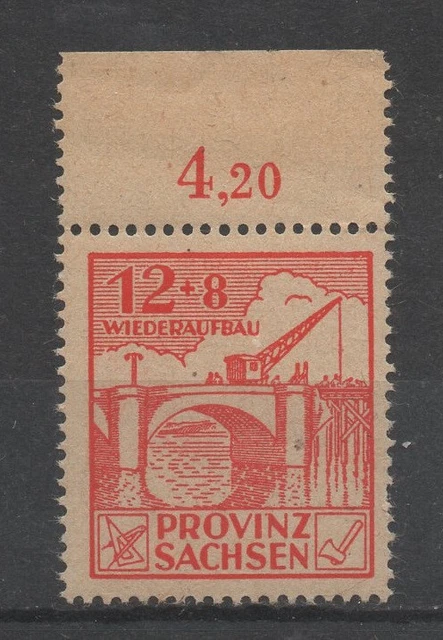 4,20
12+8
WIEDERAUFBAU
PROVINZ
SACHSEN